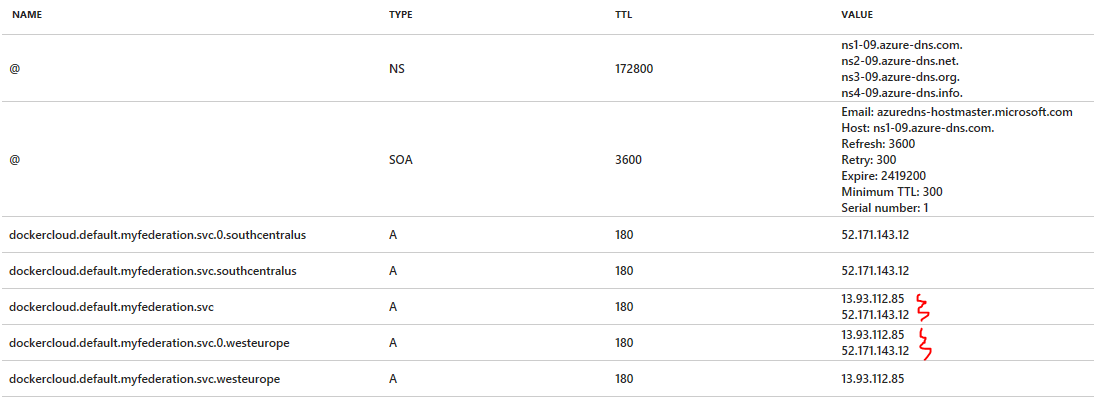 NAME TYPE TTL VALUE
@ NS 172800 ns1-09.azure-dns.com.
ns2-09.azure-dns.net.
ns3-09.azure-dns.org.
ns4-09.azure-dns.info.
@ SOA 3600 Email: azuredns-hostmaster.microsoft.com
Host: ns1-09.azure-dns.com.
Refresh: 3600
Retry: 300
Expire: 2419200
Minimum TTL: 300
Serial number: 1
dockercloud.default.myfederation.svc.0.southcentralus A 180 52.171.143.12
dockercloud.default.myfederation.svc.southcentralus A 180 52.171.143.12
dockercloud.default.myfederation.svc A 180 13.93.112.85
52.171.143.12
dockercloud.default.myfederation.svc.0.westeurope A 180 13.93.112.85
52.171.143.12
dockercloud.default.myfederation.svc.westeurope A 180 13.93.112.85